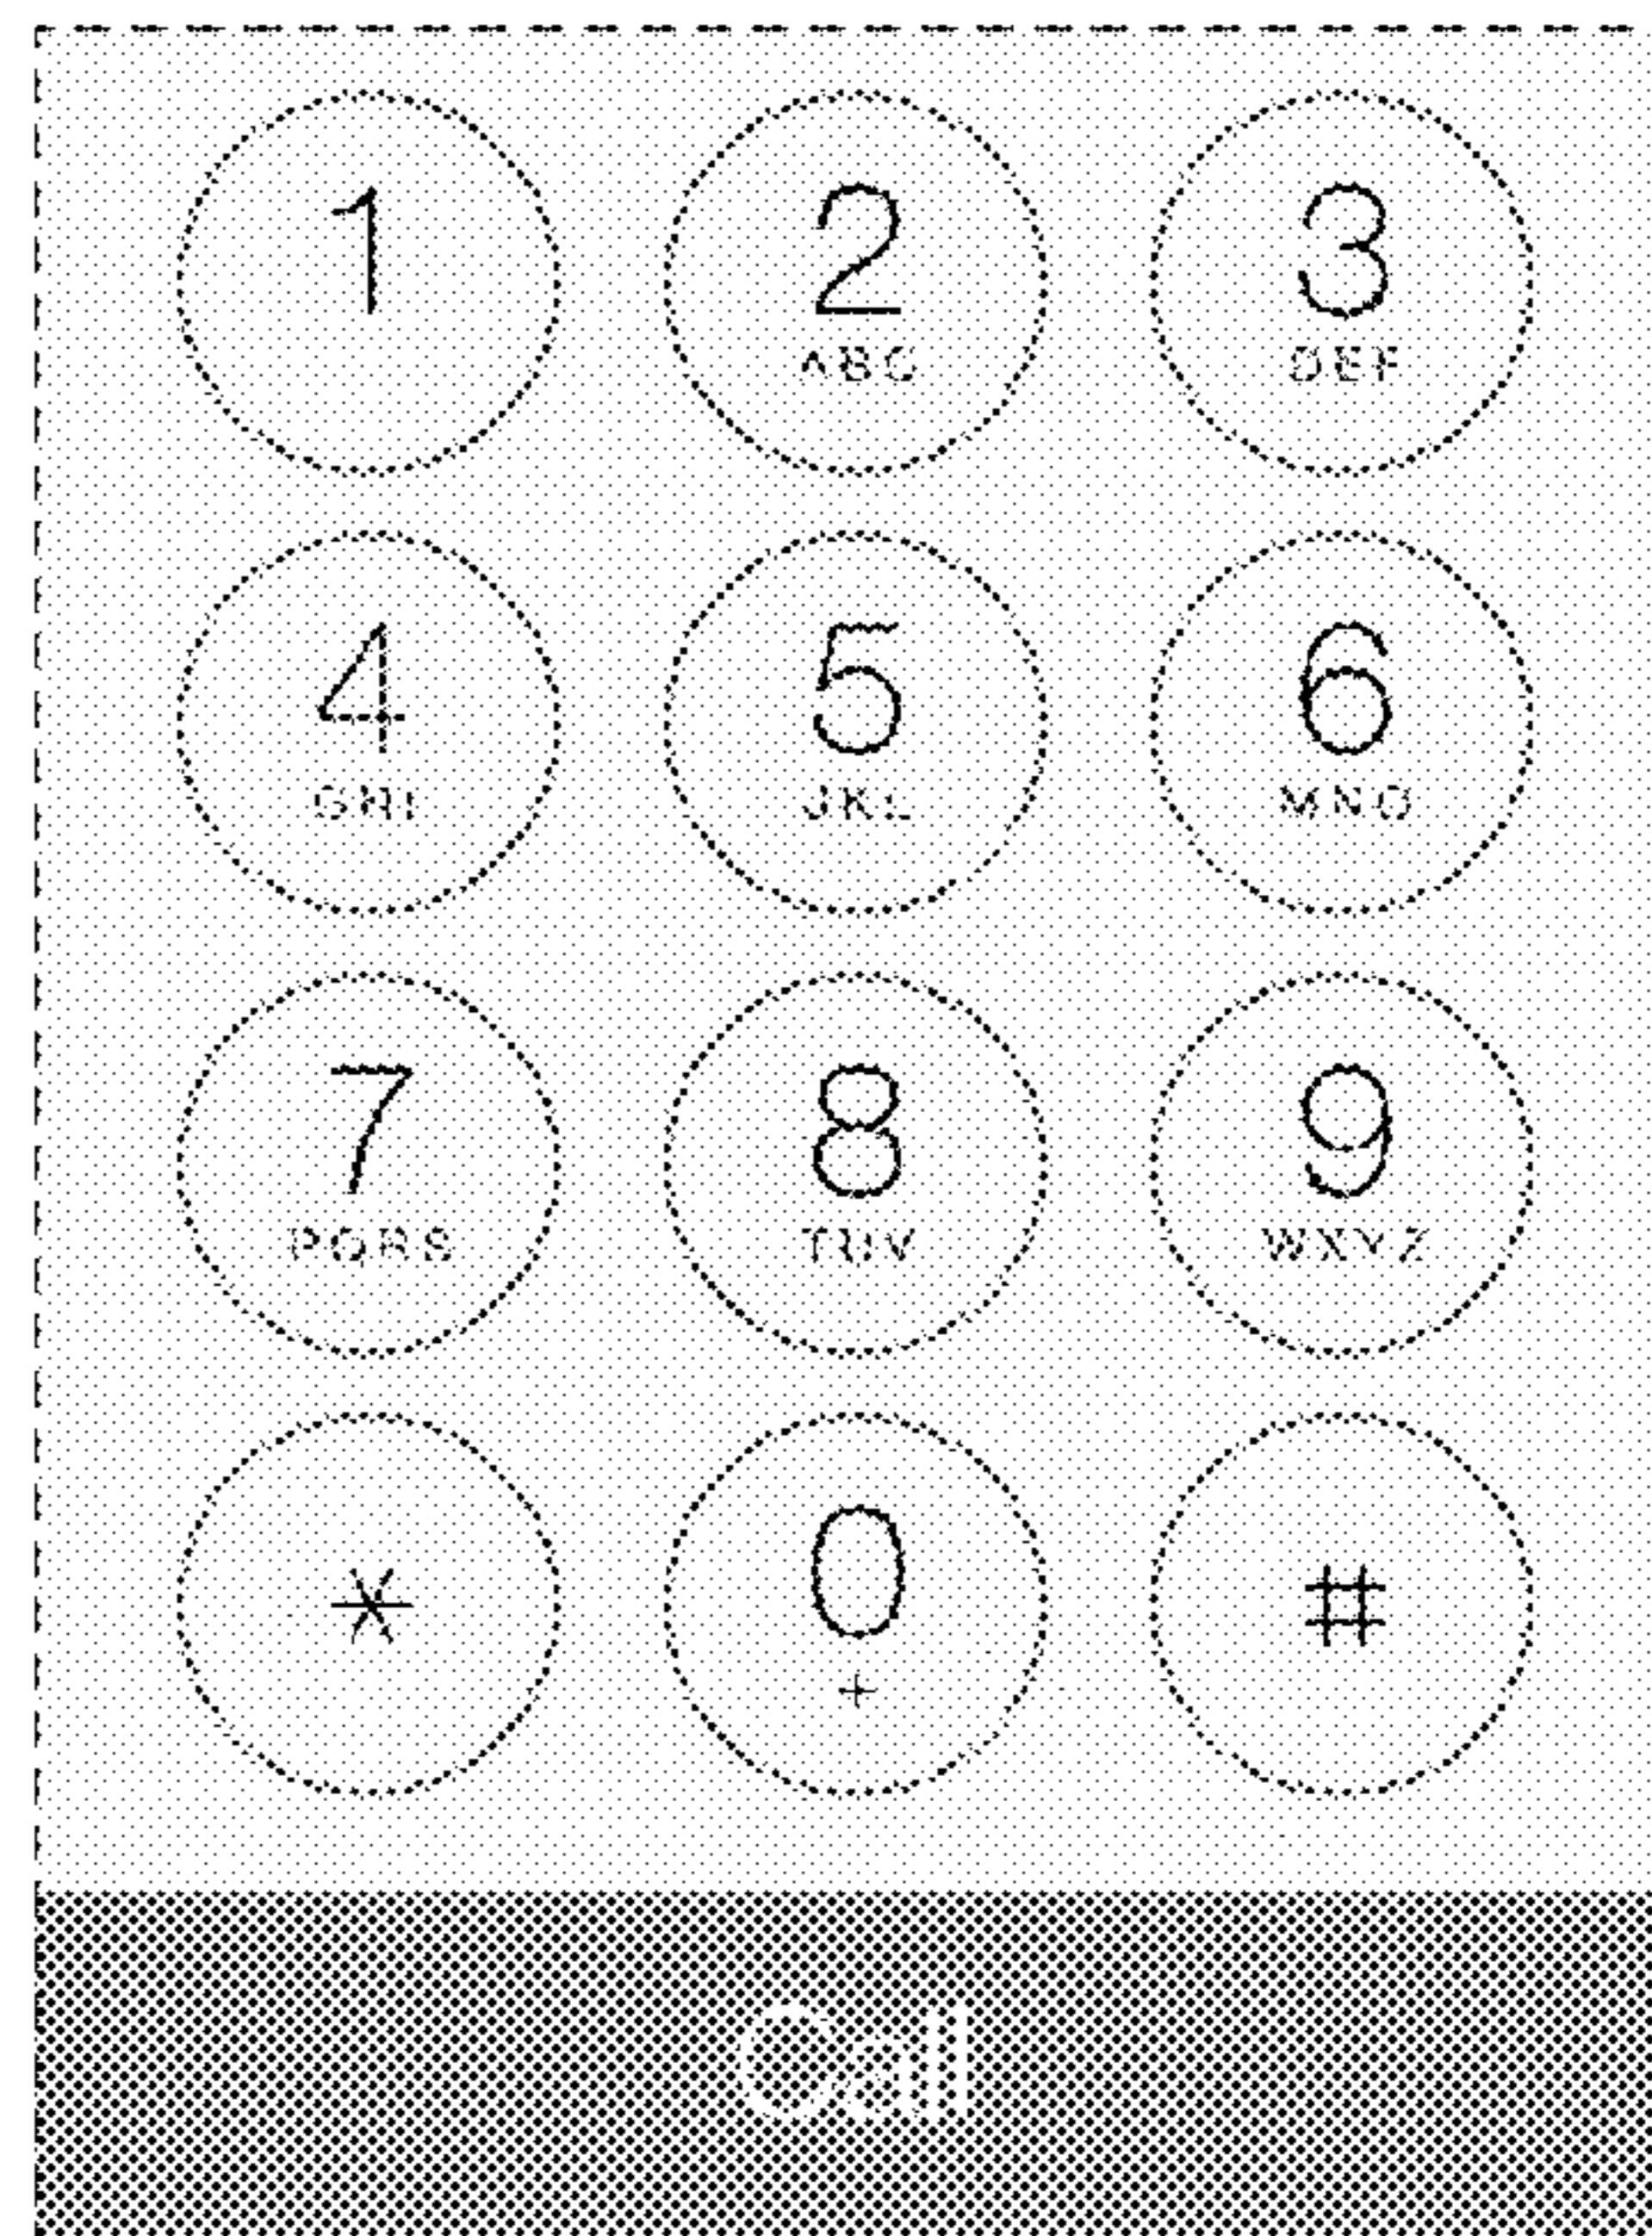 1 2 3
ABC DEF
4 5 6
GHI JKL MNO
7 8 9
PQRS TUV WXYZ
* 0 #
+
Call